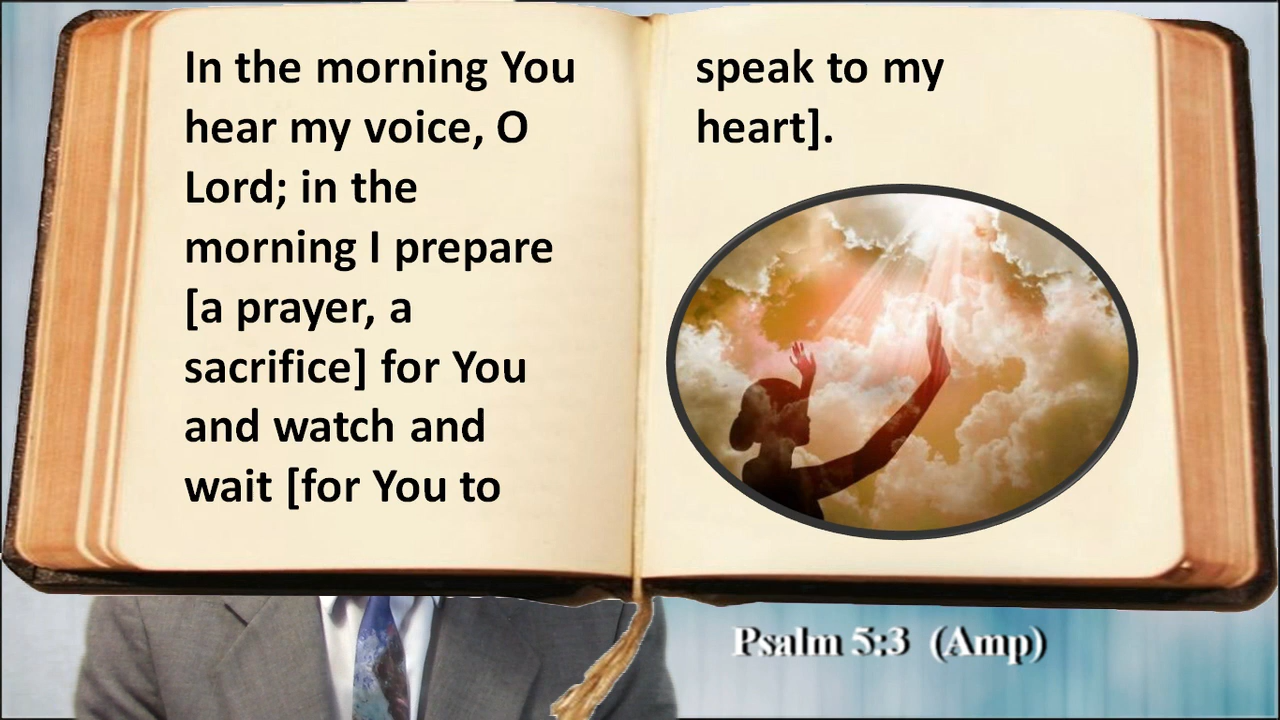 In the morning You
hear my voice, O
Lord; in the
morning I prepare
[a prayer, a
sacrifice] for You
and watch and
wait [for You to
speak to my
heart].
Psalm 5:3 (Amp)